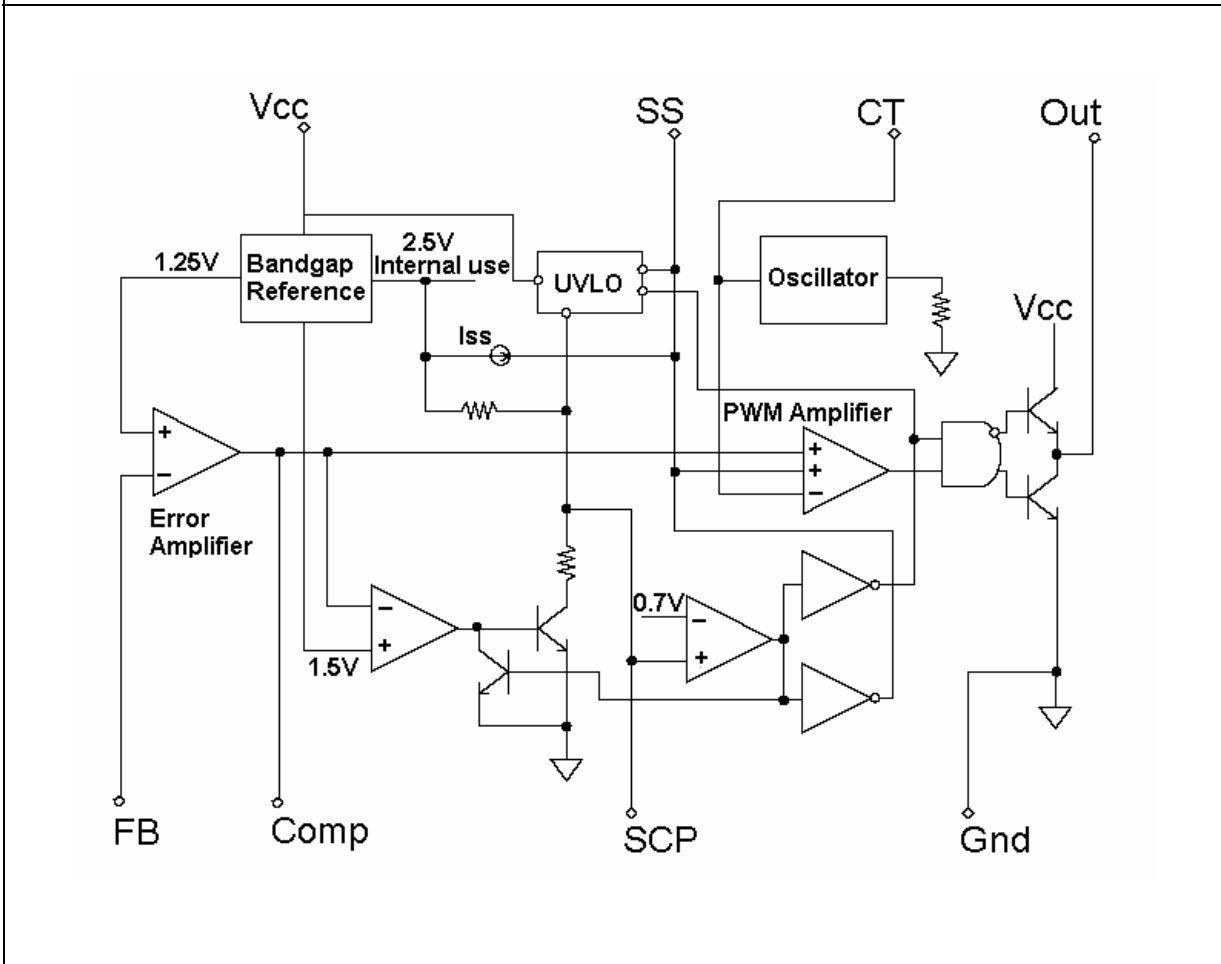 Vcc
SS
CT
Out
1.25V
Bandgap
Reference
2.5V
Internal use
UVLO
Oscillator
Vcc
Iss
PWM Amplifier
+
−
+
+
−
Error
Amplifier
−
+
1.5V
0.7V
−
+
FB
Comp
SCP
Gnd